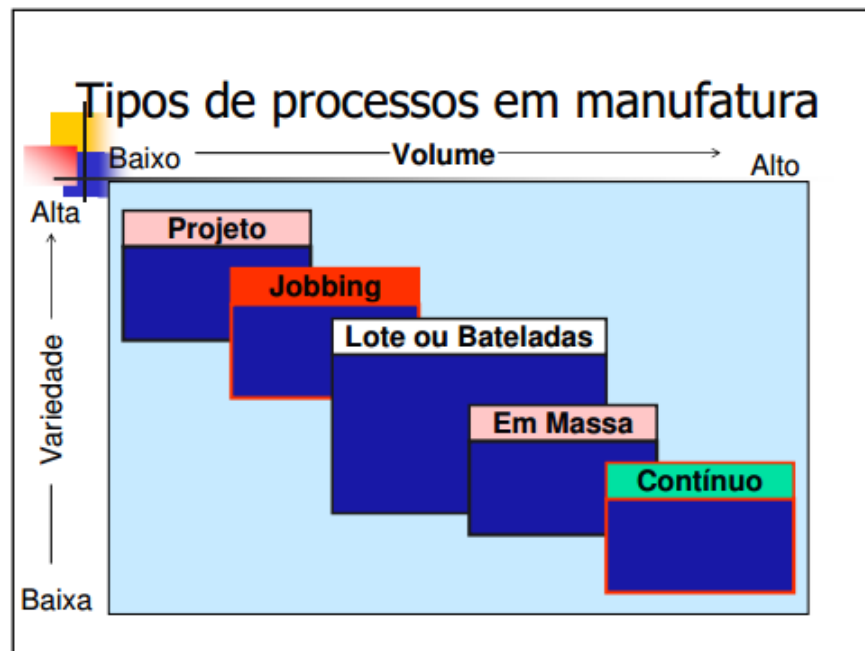 Tipos de processos em manufatura
Baixo Volume Alto
Alta
Projeto
Jobbing
Lote ou Bateladas
Variedade
Em Massa
Contínuo
Baixa